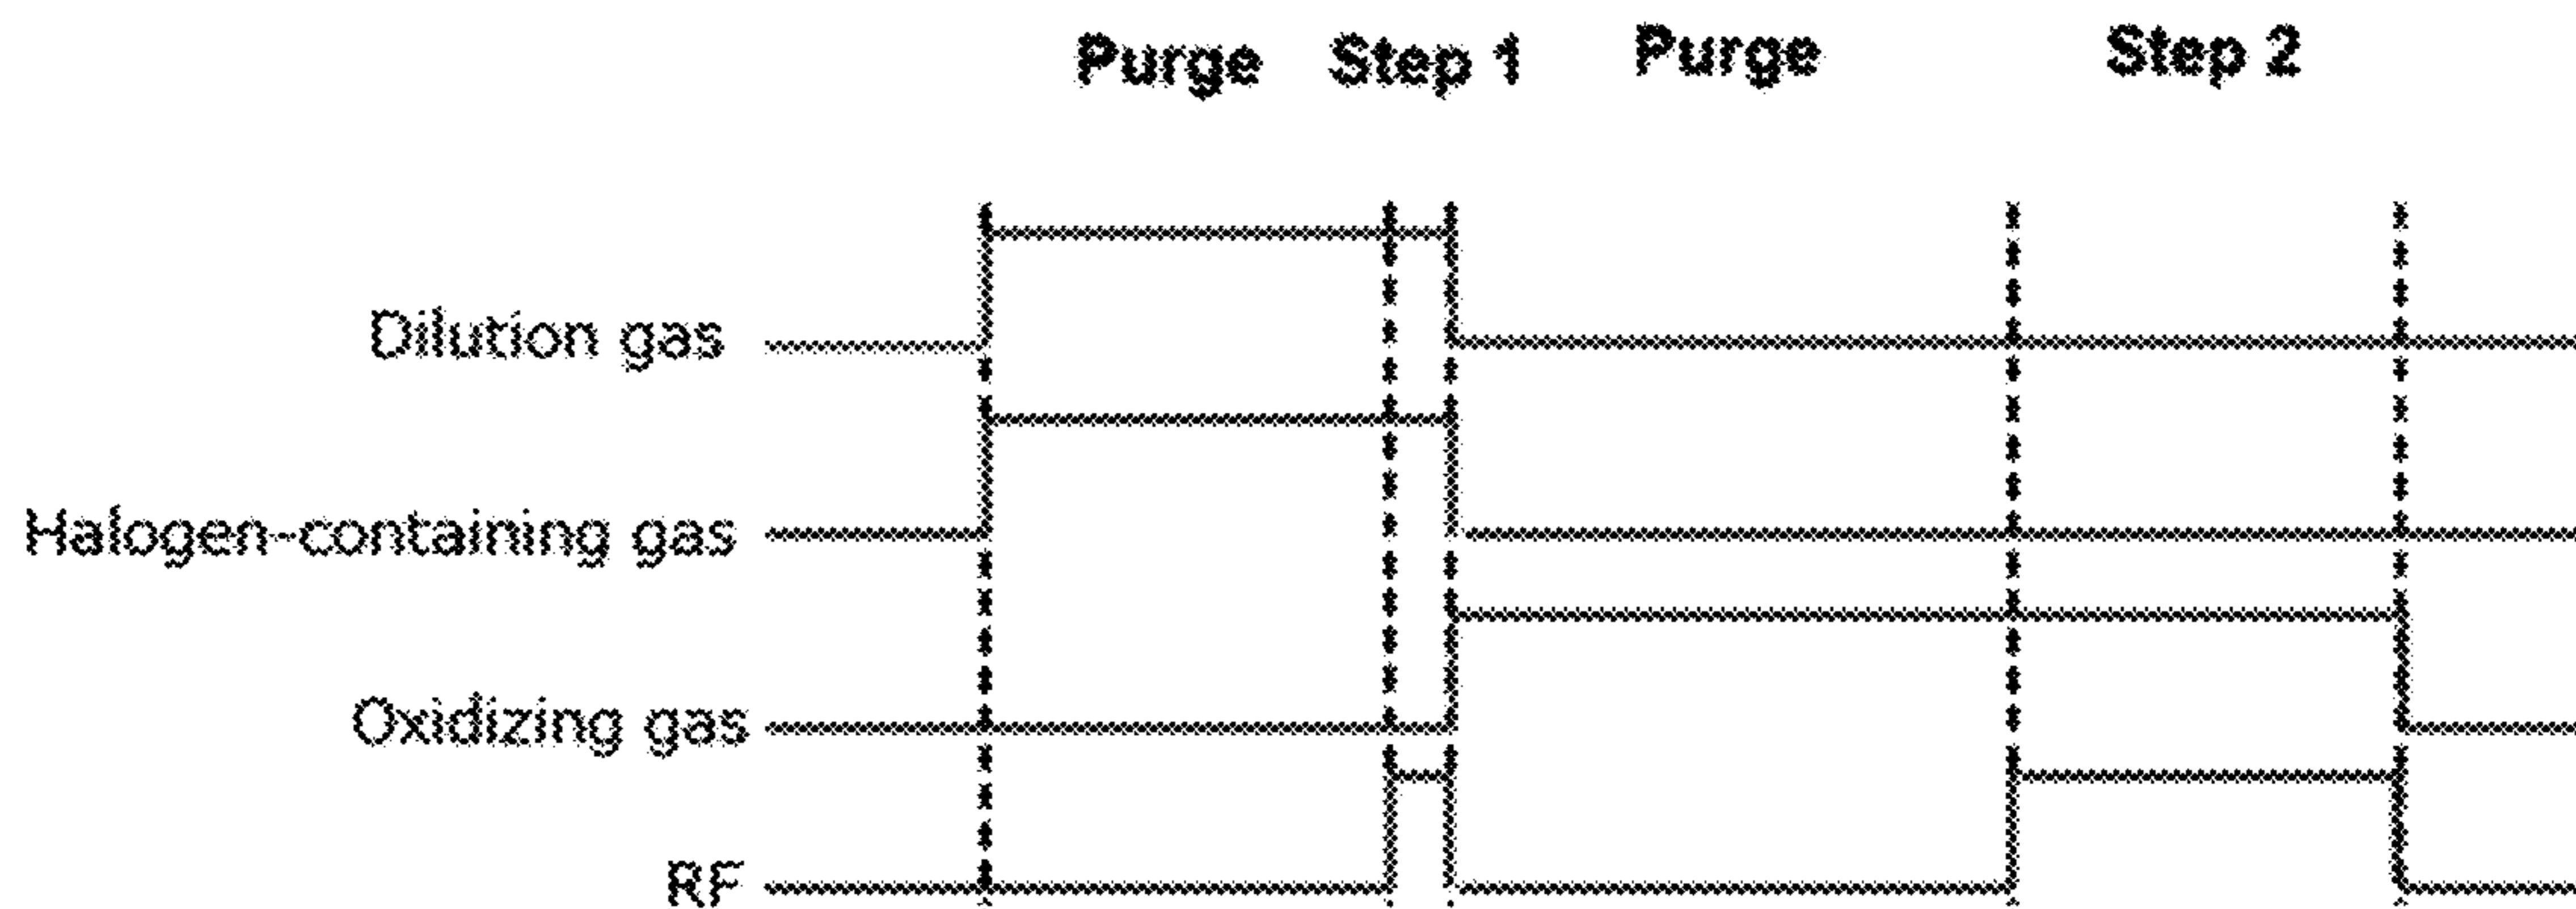 Purge Step 1 Purge Step 2
Dilution gas
Halogen-containing gas
Oxidizing gas
RF